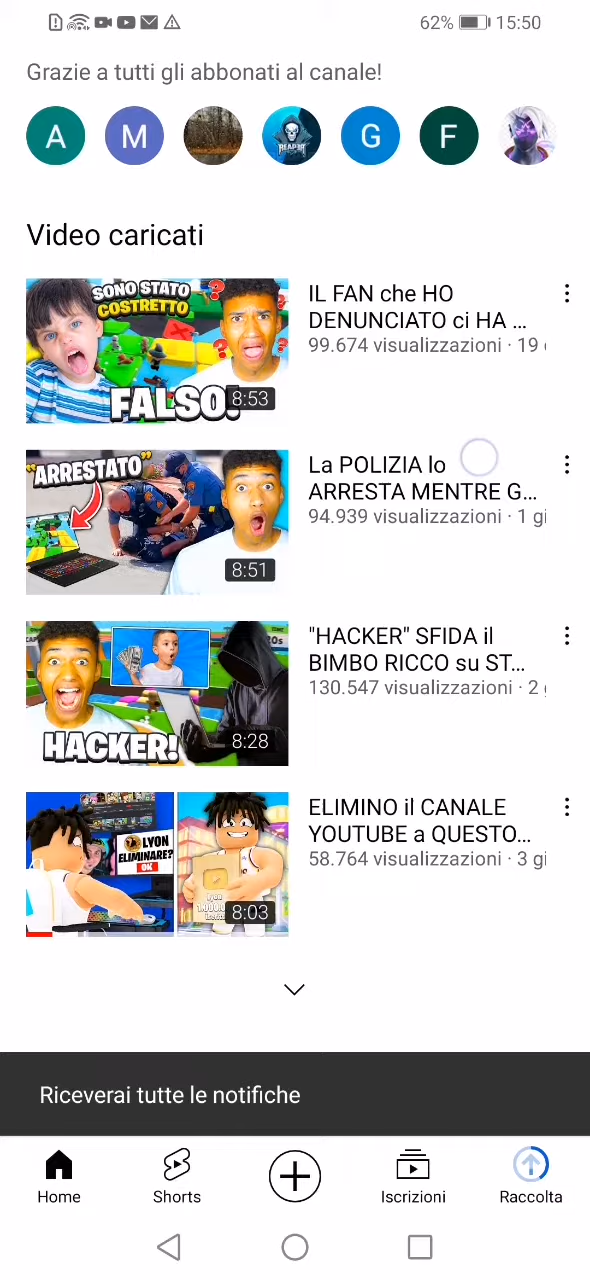 62% 15:50
Grazie a tutti gli abbonati al canale!
A M REAPER G F
Video caricati
SONO STATO
COSTRETTO
FALSO!
8:53
IL FAN che HO
DENUNCIATO ci HA ...
99.674 visualizzazioni · 19
"ARRESTATO"
8:51
La POLIZIA lo
ARRESTA MENTRE G...
94.939 visualizzazioni · 1 gi
HACKER!
8:28
"HACKER" SFIDA il
BIMBO RICCO su ST...
130.547 visualizzazioni · 2 g
LYON
ELIMINARE?
OK
8:03
ELIMINO il CANALE
YOUTUBE a QUESTO...
58.764 visualizzazioni · 3 gi
Riceverai tutte le notifiche
Home Shorts Iscrizioni Raccolta